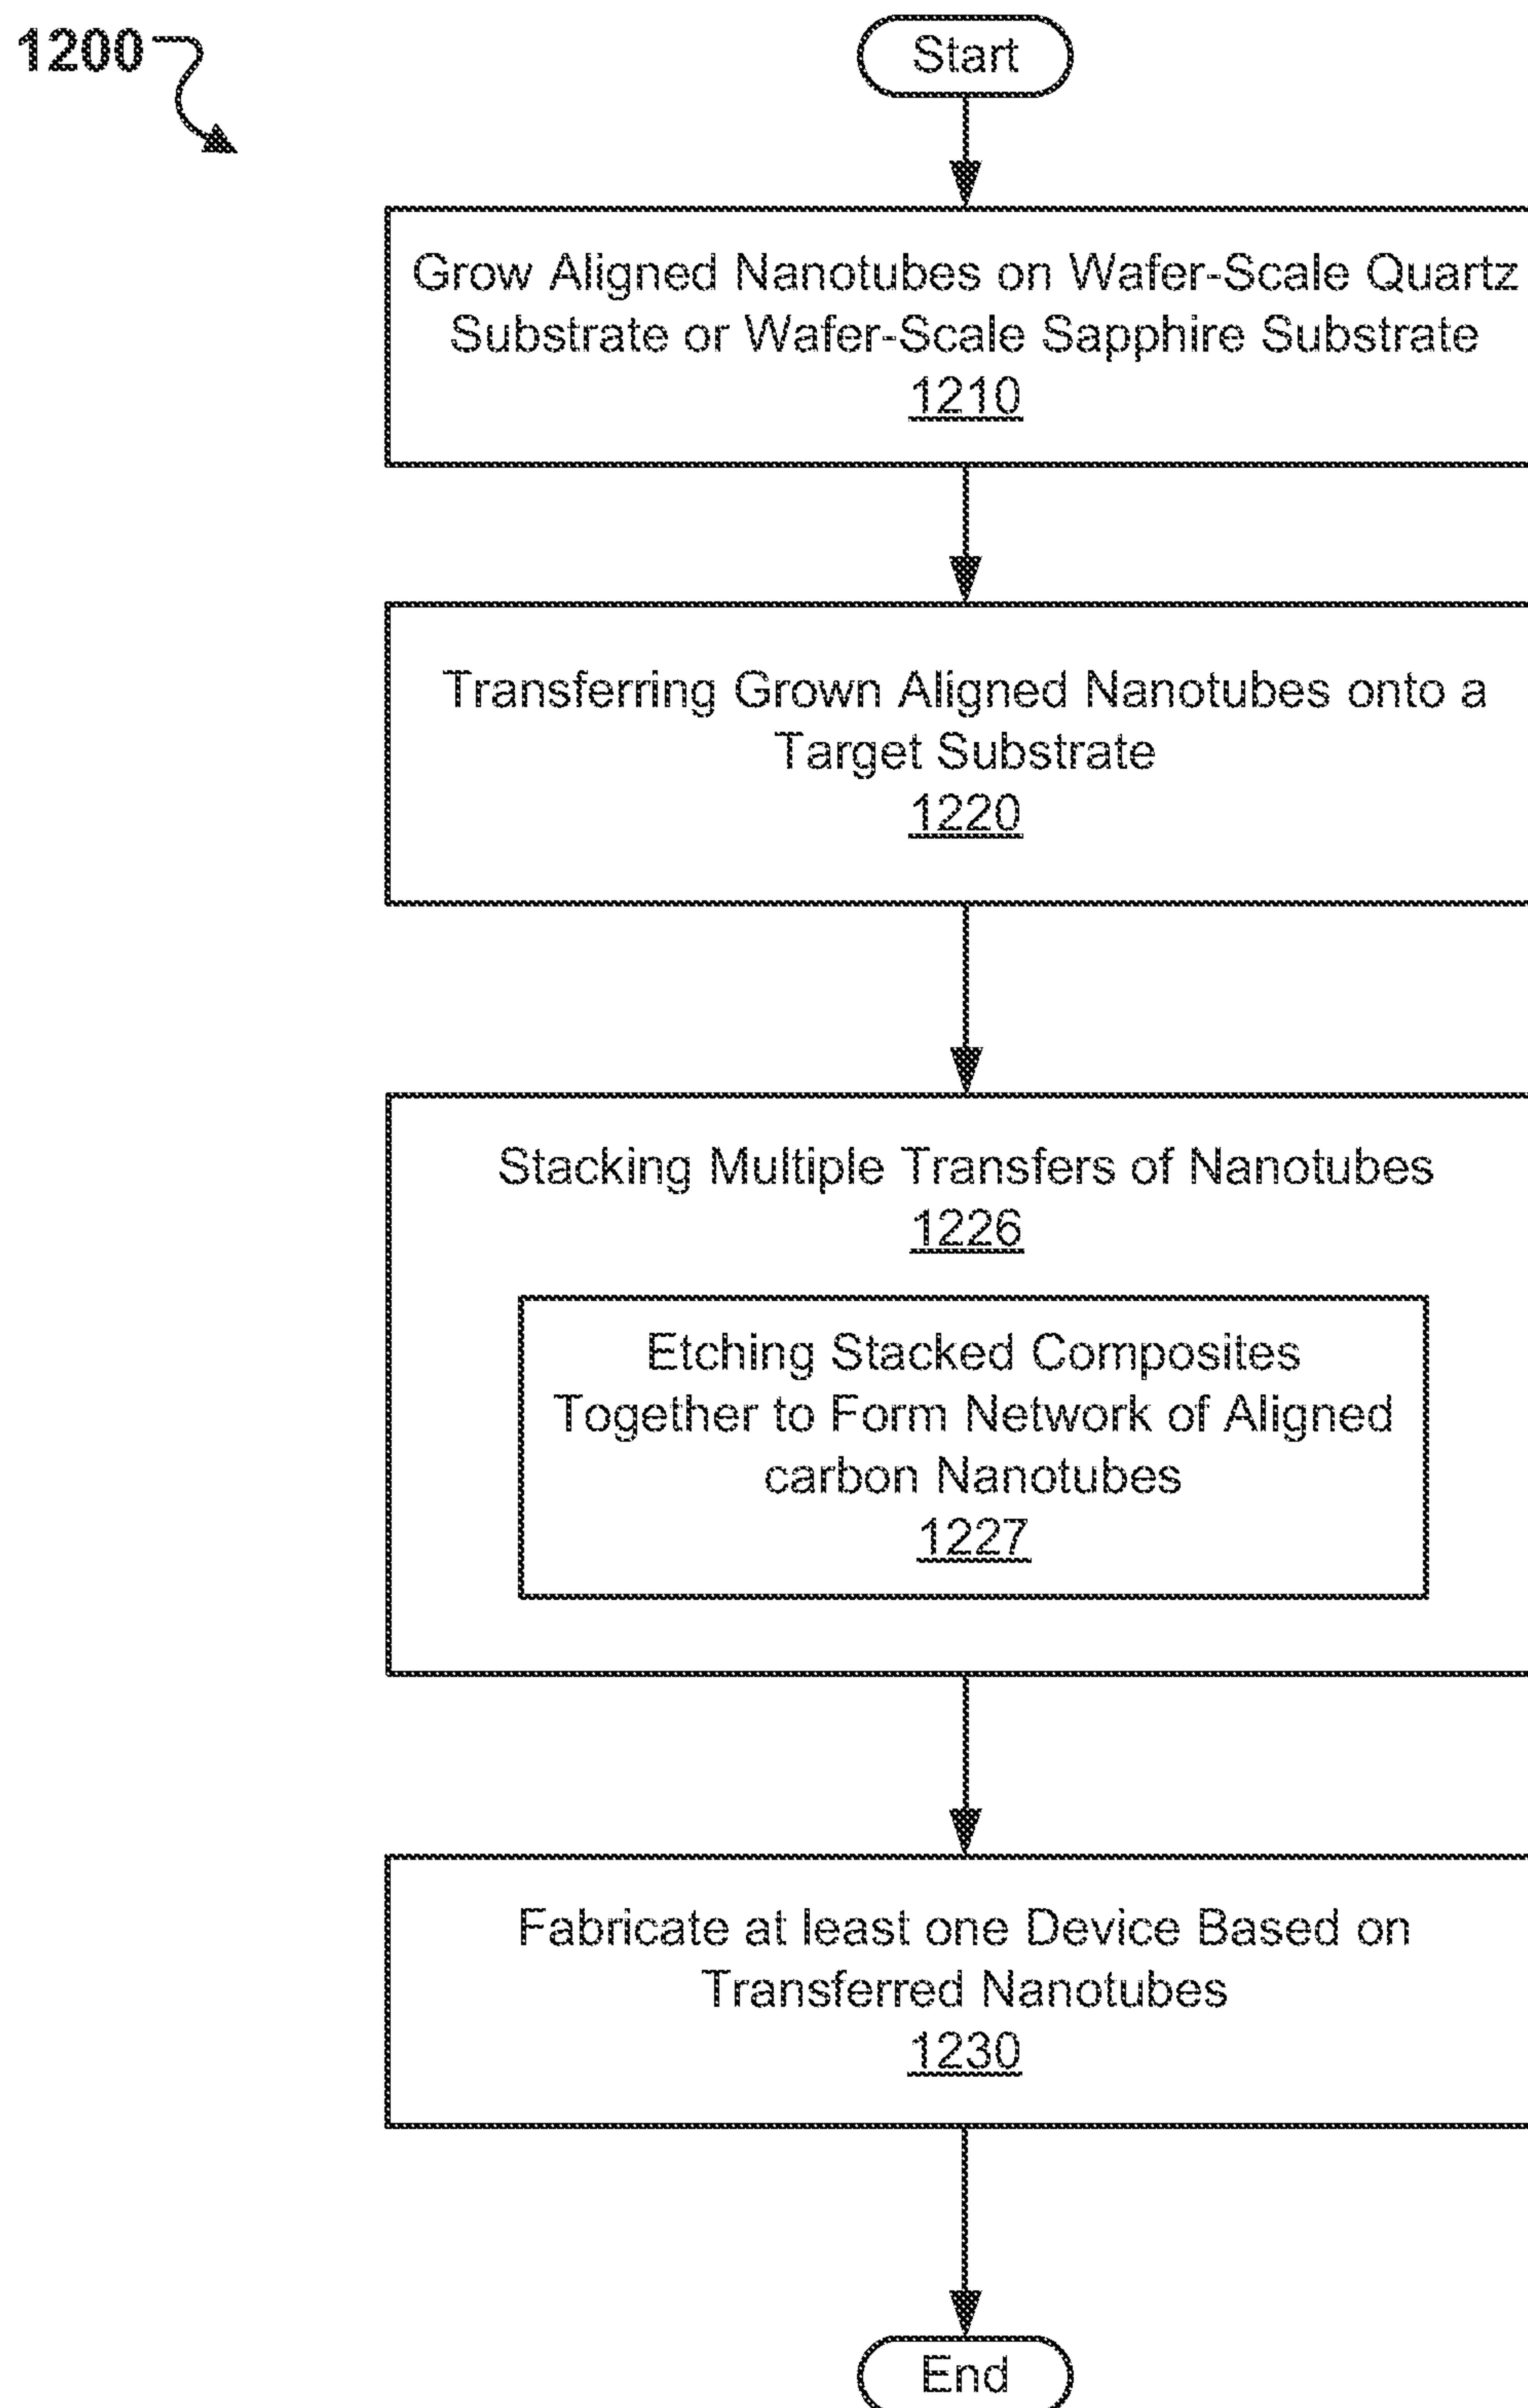 1200
Start
Grow Aligned Nanotubes on Wafer-Scale Quartz
Substrate or Wafer-Scale Sapphire Substrate
1210
Transferring Grown Aligned Nanotubes onto a
Target Substrate
1220
Stacking Multiple Transfers of Nanotubes
1226
Etching Stacked Composites
Together to Form Network of Aligned
carbon Nanotubes
1227
Fabricate at least one Device Based on
Transferred Nanotubes
1230
End